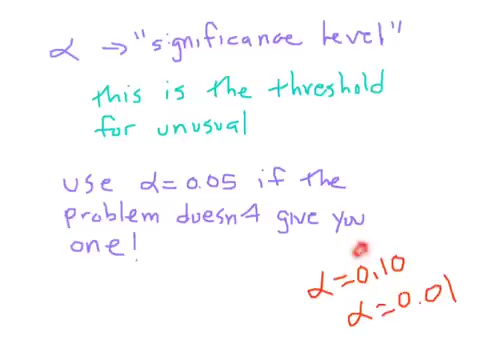 α → "significance level"
this is the threshold
for unusual
use α = 0.05 if the
problem doesn4 give you
one!
α = 0.10
α = 0.01